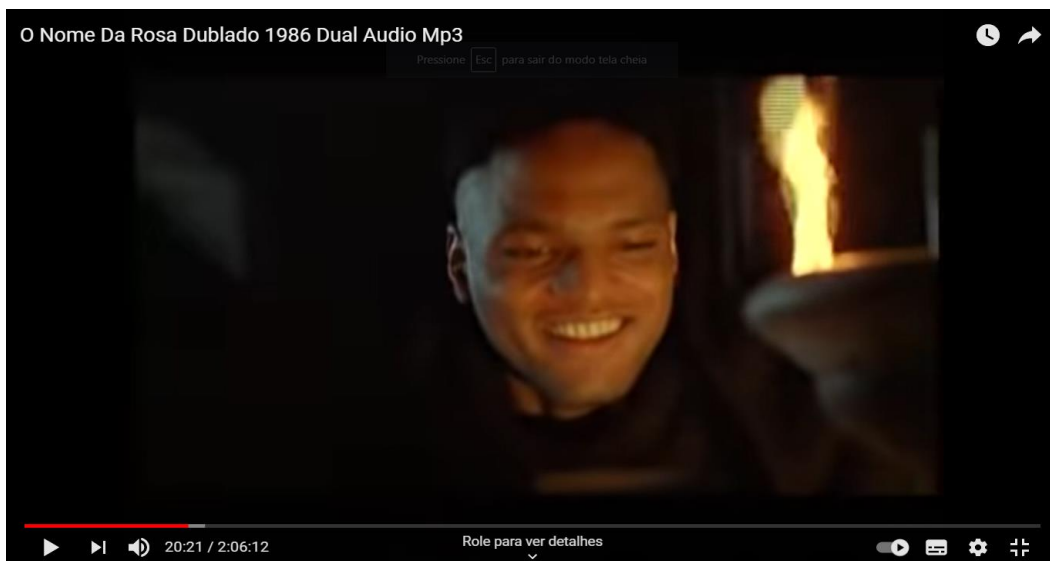 O Nome Da Rosa Dublado 1986 Dual Audio Mp3
Pressione Esc para sair do modo tela cheia
20:21 / 2:06:12
Role para ver detalhes